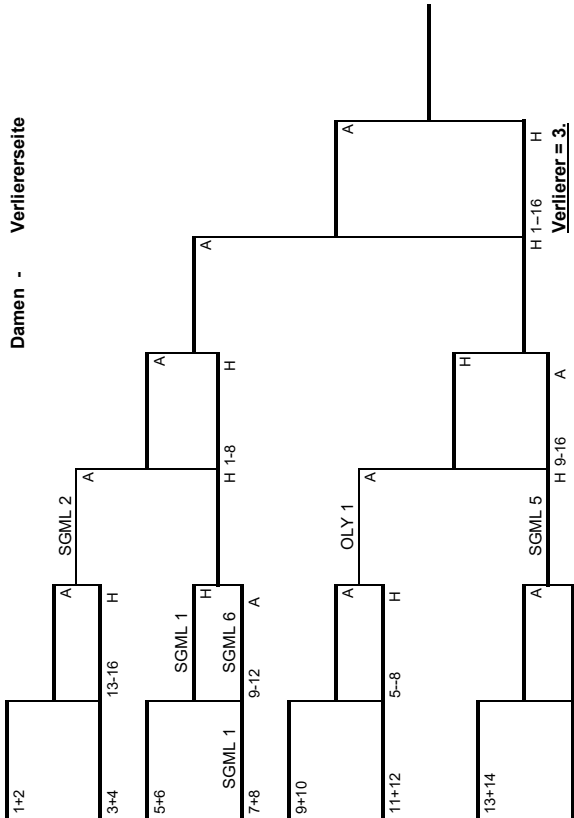 Damen - Verliererseite
1+2
3+4
13-16
A
H
SGML 2
A
5+6
7+8
SGML 1
SGML 1
SGML 6
9-12
H
A
H 1-8
A
H
A
9+10
11+12
5--8
A
H
OLY 1
A
13+14
A
SGML 5
H 9-16
H
A
H 1–16
A
H
Verlierer = 3.